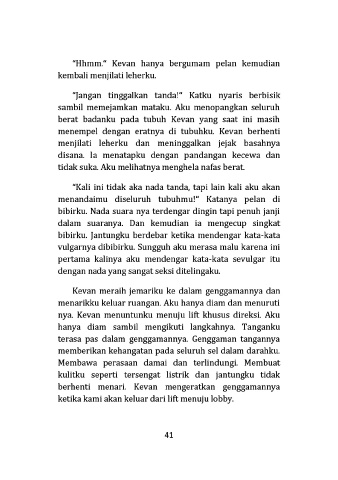 "Hhmm." Kevan hanya bergumam pelan kemudian
kembali menjilati leherku.
"Jangan tinggalkan tanda!" Katku nyaris berbisik
sambil memejamkan mataku. Aku menopangkan seluruh
berat badanku pada tubuh Kevan yang saat ini masih
menempel dengan eratnya di tubuhku. Kevan berhenti
menjilati leherku dan meninggalkan jejak basahnya
disana. Ia menatapku dengan pandangan kecewa dan
tidak suka. Aku melihatnya menghela nafas berat.
"Kali ini tidak aka nada tanda, tapi lain kali aku akan
menandaimu diseluruh tubuhmu!" Katanya pelan di
bibirku. Nada suara nya terdengar dingin tapi penuh janji
dalam suaranya. Dan kemudian ia mengecup singkat
bibirku. Jantungku berdebar ketika mendengar kata-kata
vulgarnya dibibirku. Sungguh aku merasa malu karena ini
pertama kalinya aku mendengar kata-kata sevulgar itu
dengan nada yang sangat seksi ditelingaku.
Kevan meraih jemariku ke dalam genggamannya dan
menarikku keluar ruangan. Aku hanya diam dan menuruti
nya. Kevan menuntunku menuju lift khusus direksi. Aku
hanya diam sambil mengikuti langkahnya. Tanganku
terasa pas dalam genggamannya. Genggaman tangannya
memberikan kehangatan pada seluruh sel dalam darahku.
Membawa perasaan damai dan terlindungi. Membuat
kulitku seperti tersengat listrik dan jantungku tidak
berhenti menari. Kevan mengeratkan genggamannya
ketika kami akan keluar dari lift menuju lobby.
41